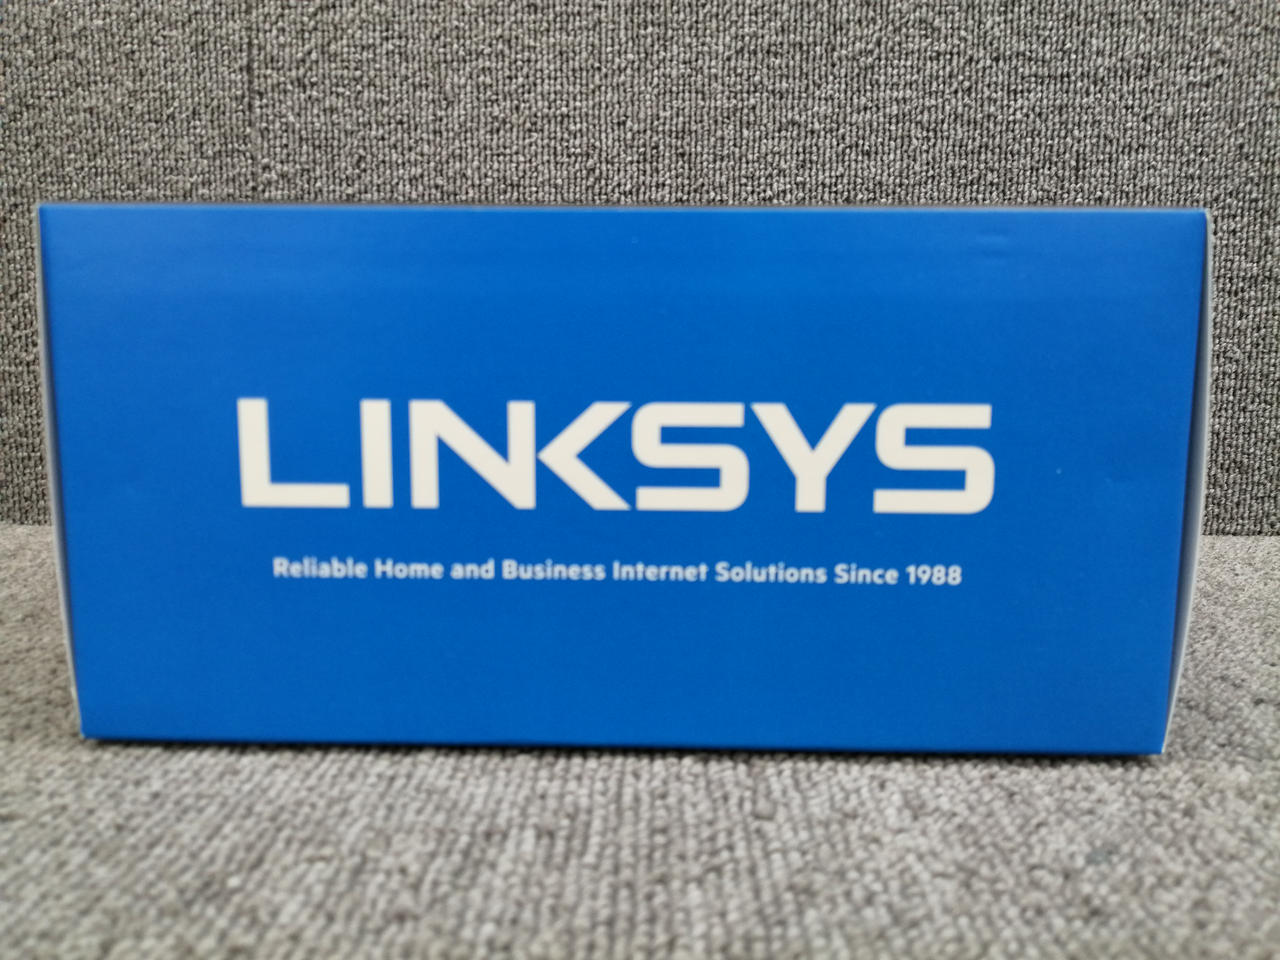 LINKSYS
Reliable Home and Business Internet Solutions Since 1988